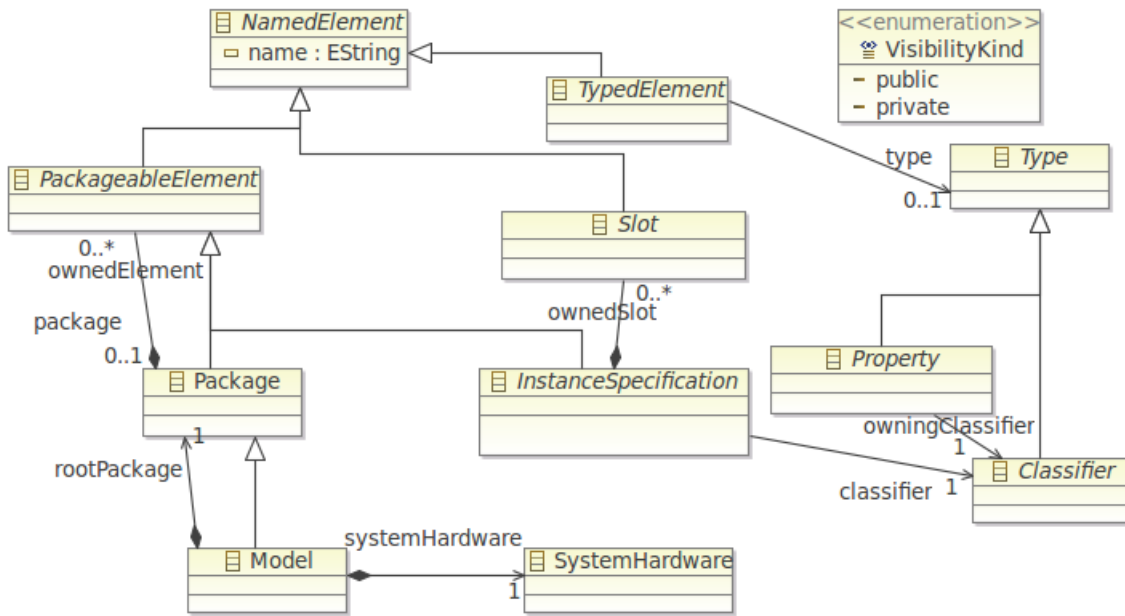 NamedElement
name : EString
<<enumeration>>
VisibilityKind
public
private
TypedElement
type
0..1
Type
PackageableElement
Slot
0..*
ownedElement
package
0..1
0..*
ownedSlot
Package
InstanceSpecification
Property
owningClassifier
1
1
rootPackage
classifier
1
Classifier
systemHardware
Model
1
SystemHardware